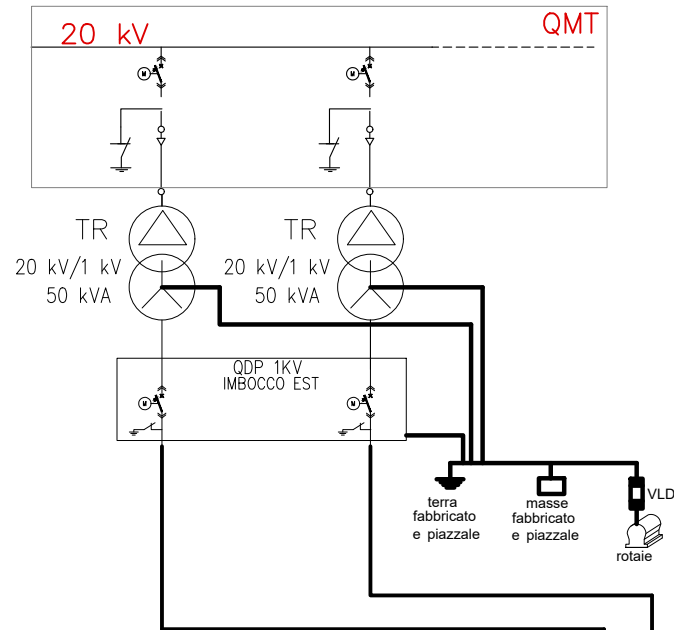 20 kV
QMT
M
M
TR
TR
20 kV/1 kV
20 kV/1 kV
50 kVA
50 kVA
QDP 1KV
IMBOCCO EST
M
M
VLD
terra
fabbricato
e piazzale
masse
fabbricato
e piazzale
rotaie